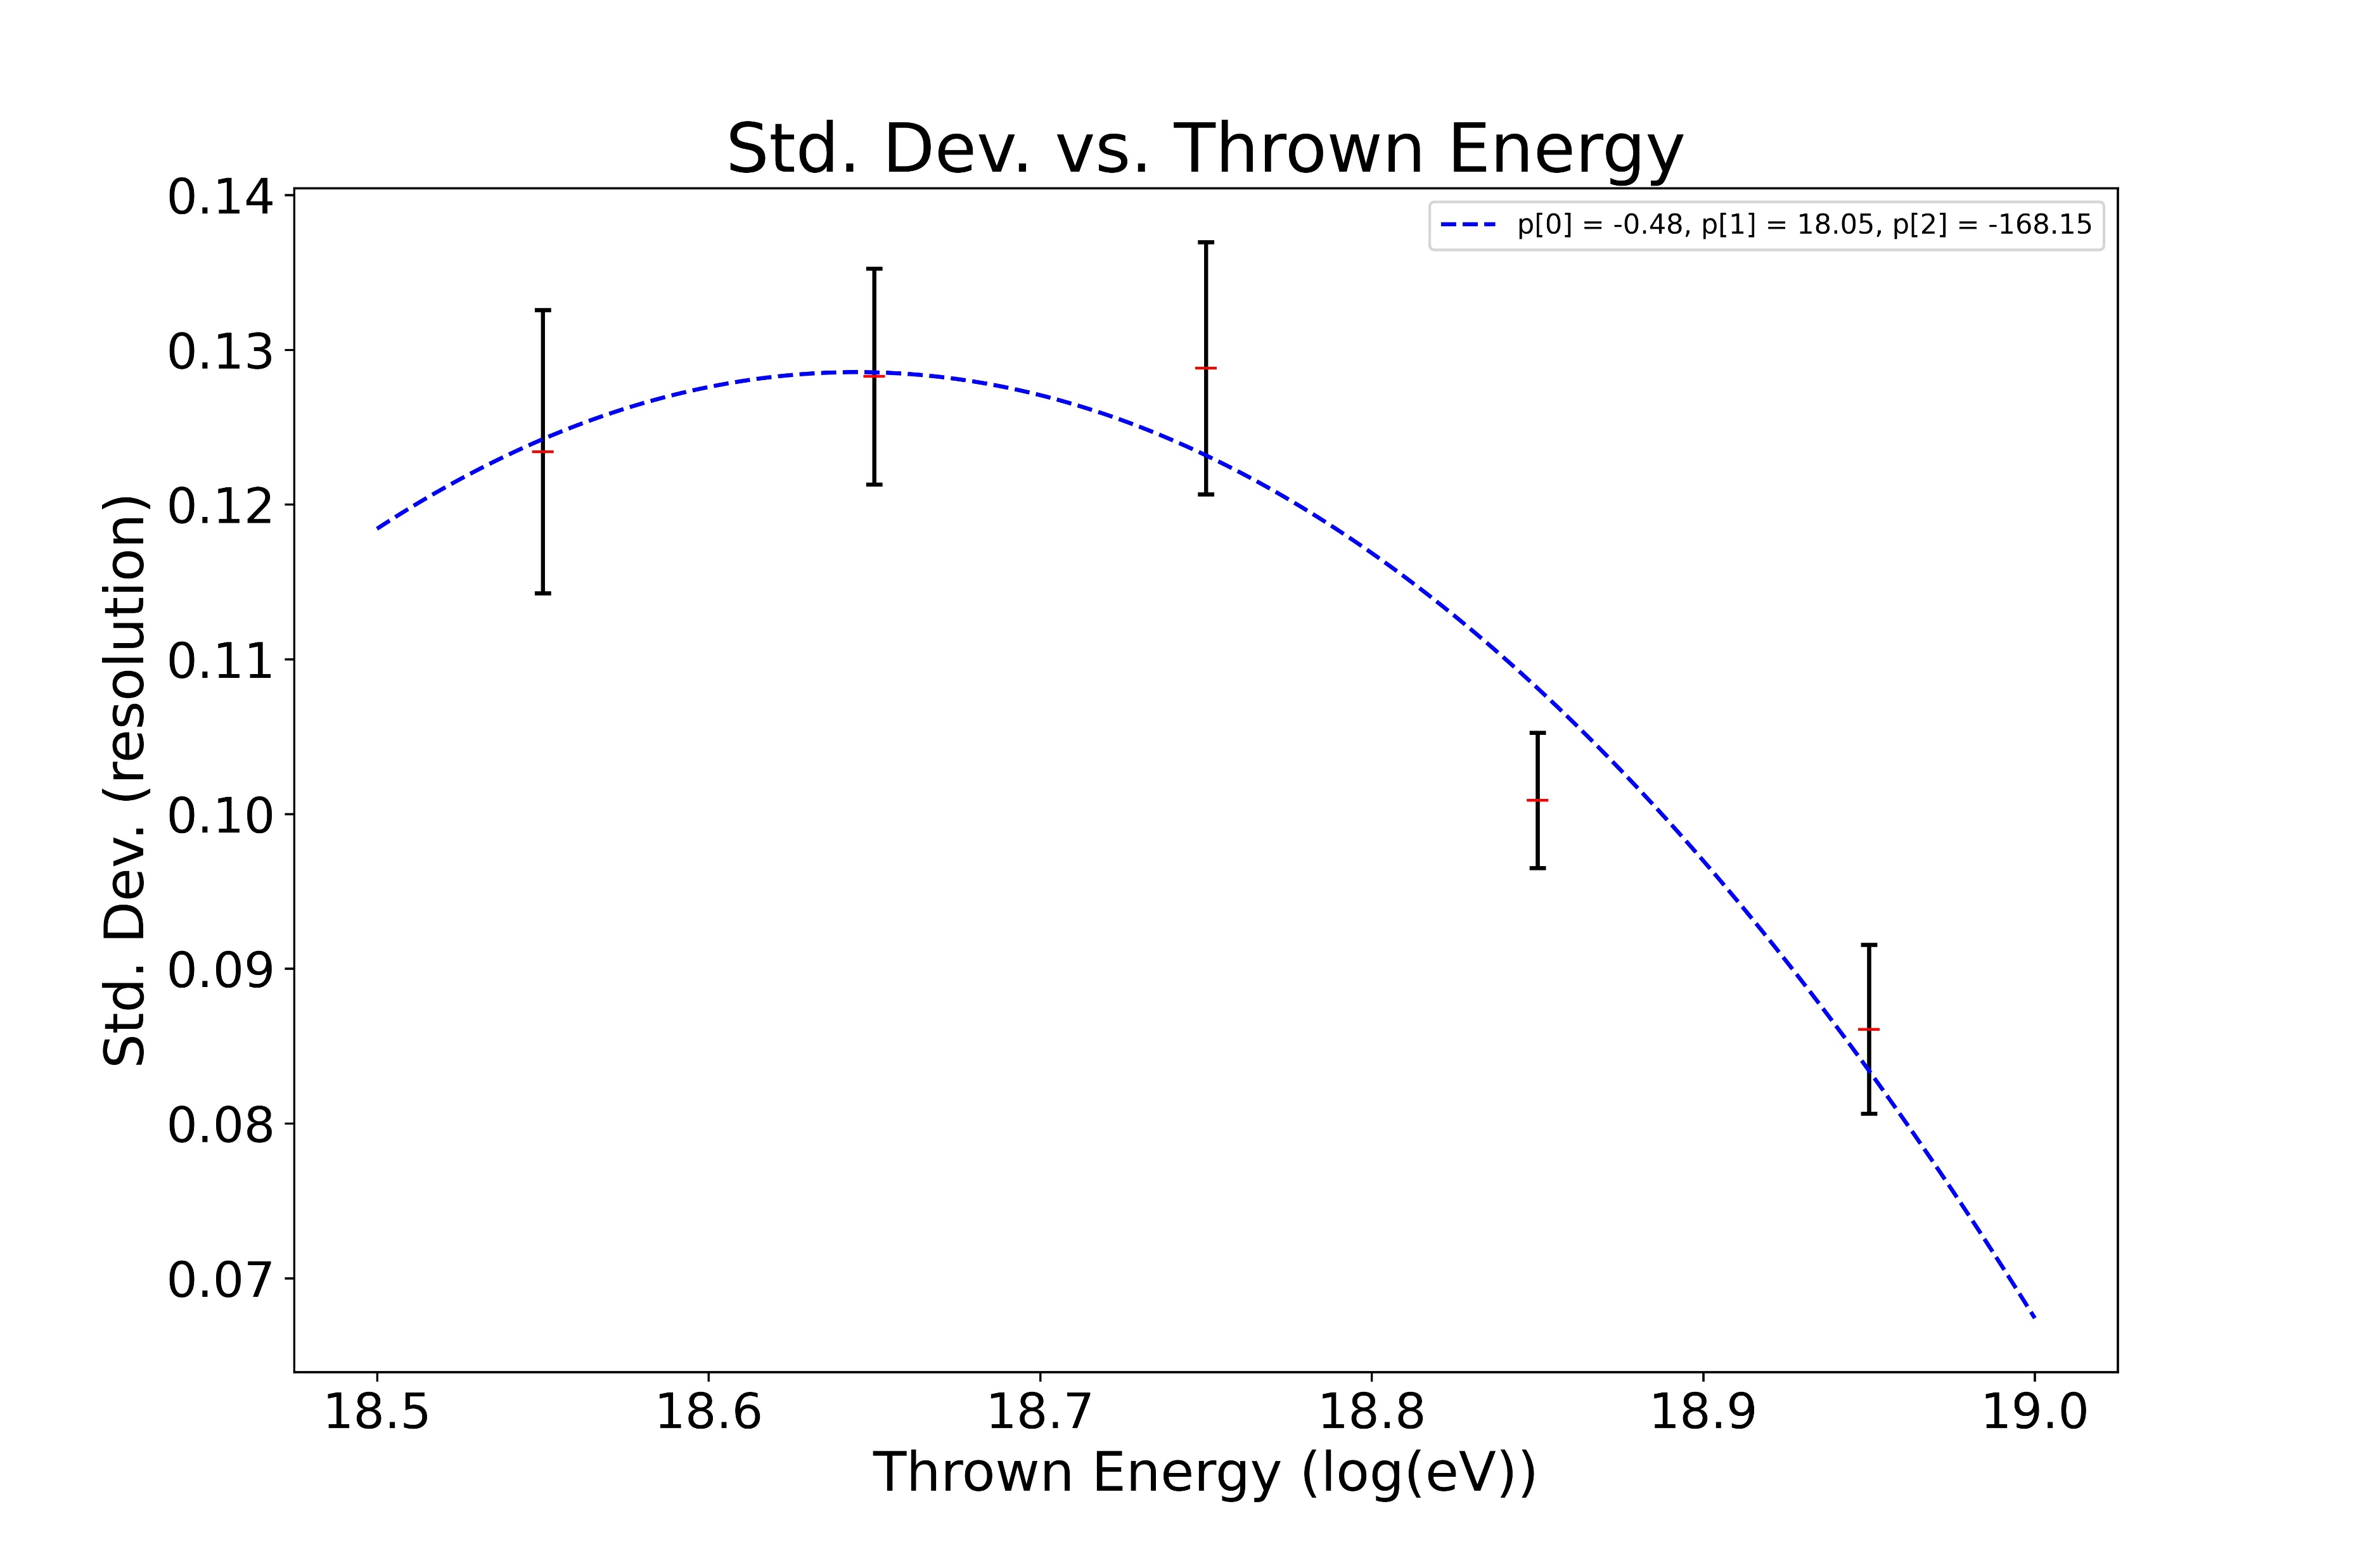 Std. Dev. vs. Thrown Energy
p[0] = -0.48, p[1] = 18.05, p[2] = -168.15
Std. Dev. (resolution)
0.14
0.13
0.12
0.11
0.10
0.09
0.08
0.07
18.5 18.6 18.7 18.8 18.9 19.0
Thrown Energy (log(eV))